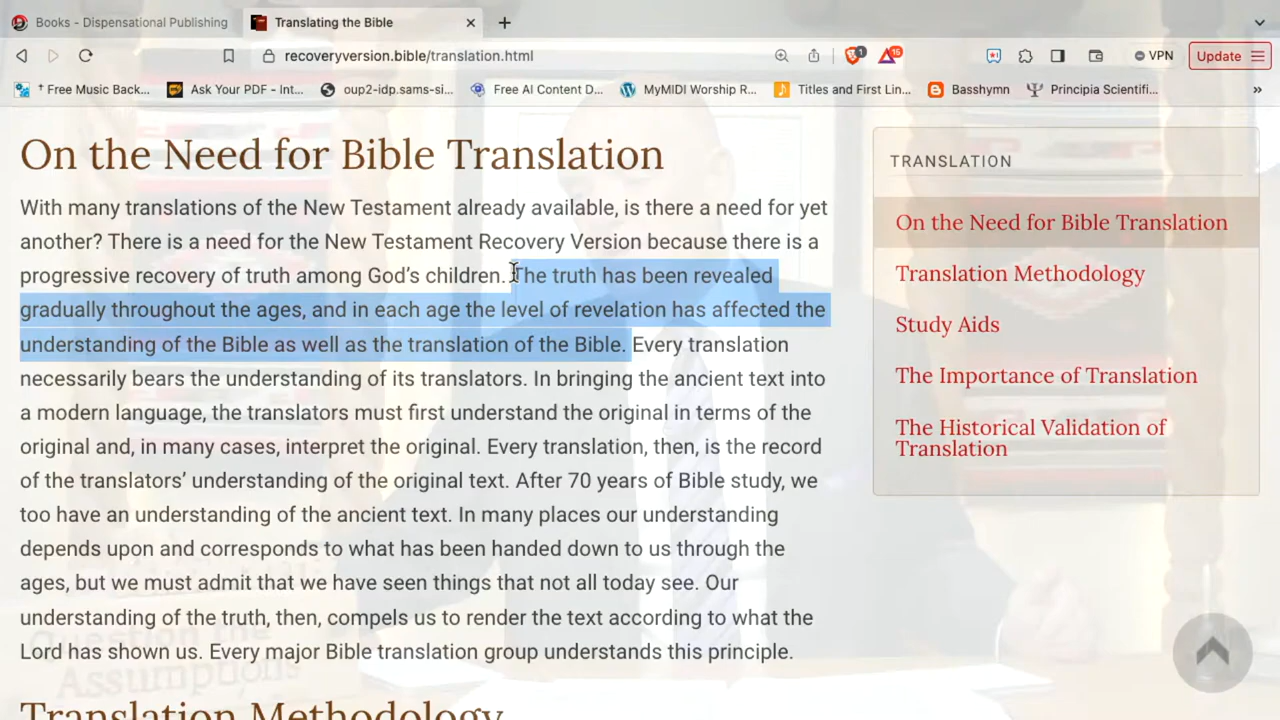 Books - Dispensational Publishing
Translating the Bible
recoveryversion.bible/translation.html
1
15
VPN
Update
† Free Music Back...
Ask Your PDF - Int...
oup2-idp.sams-si...
Free AI Content D...
MyMIDI Worship R...
Titles and First Lin...
Basshymn
Principia Scientifi...
»
On the Need for Bible Translation
With many translations of the New Testament already available, is there a need for yet
another? There is a need for the New Testament Recovery Version because there is a
progressive recovery of truth among God’s children. The truth has been revealed
gradually throughout the ages, and in each age the level of revelation has affected the
understanding of the Bible as well as the translation of the Bible. Every translation
necessarily bears the understanding of its translators. In bringing the ancient text into
a modern language, the translators must first understand the original in terms of the
original and, in many cases, interpret the original. Every translation, then, is the record
of the translators’ understanding of the original text. After 70 years of Bible study, we
too have an understanding of the ancient text. In many places our understanding
depends upon and corresponds to what has been handed down to us through the
ages, but we must admit that we have seen things that not all today see. Our
understanding of the truth, then, compels us to render the text according to what the
Lord has shown us. Every major Bible translation group understands this principle.
Translation Methodology
TRANSLATION
On the Need for Bible Translation
Translation Methodology
Study Aids
The Importance of Translation
The Historical Validation of
Translation
Question the
Assumptions